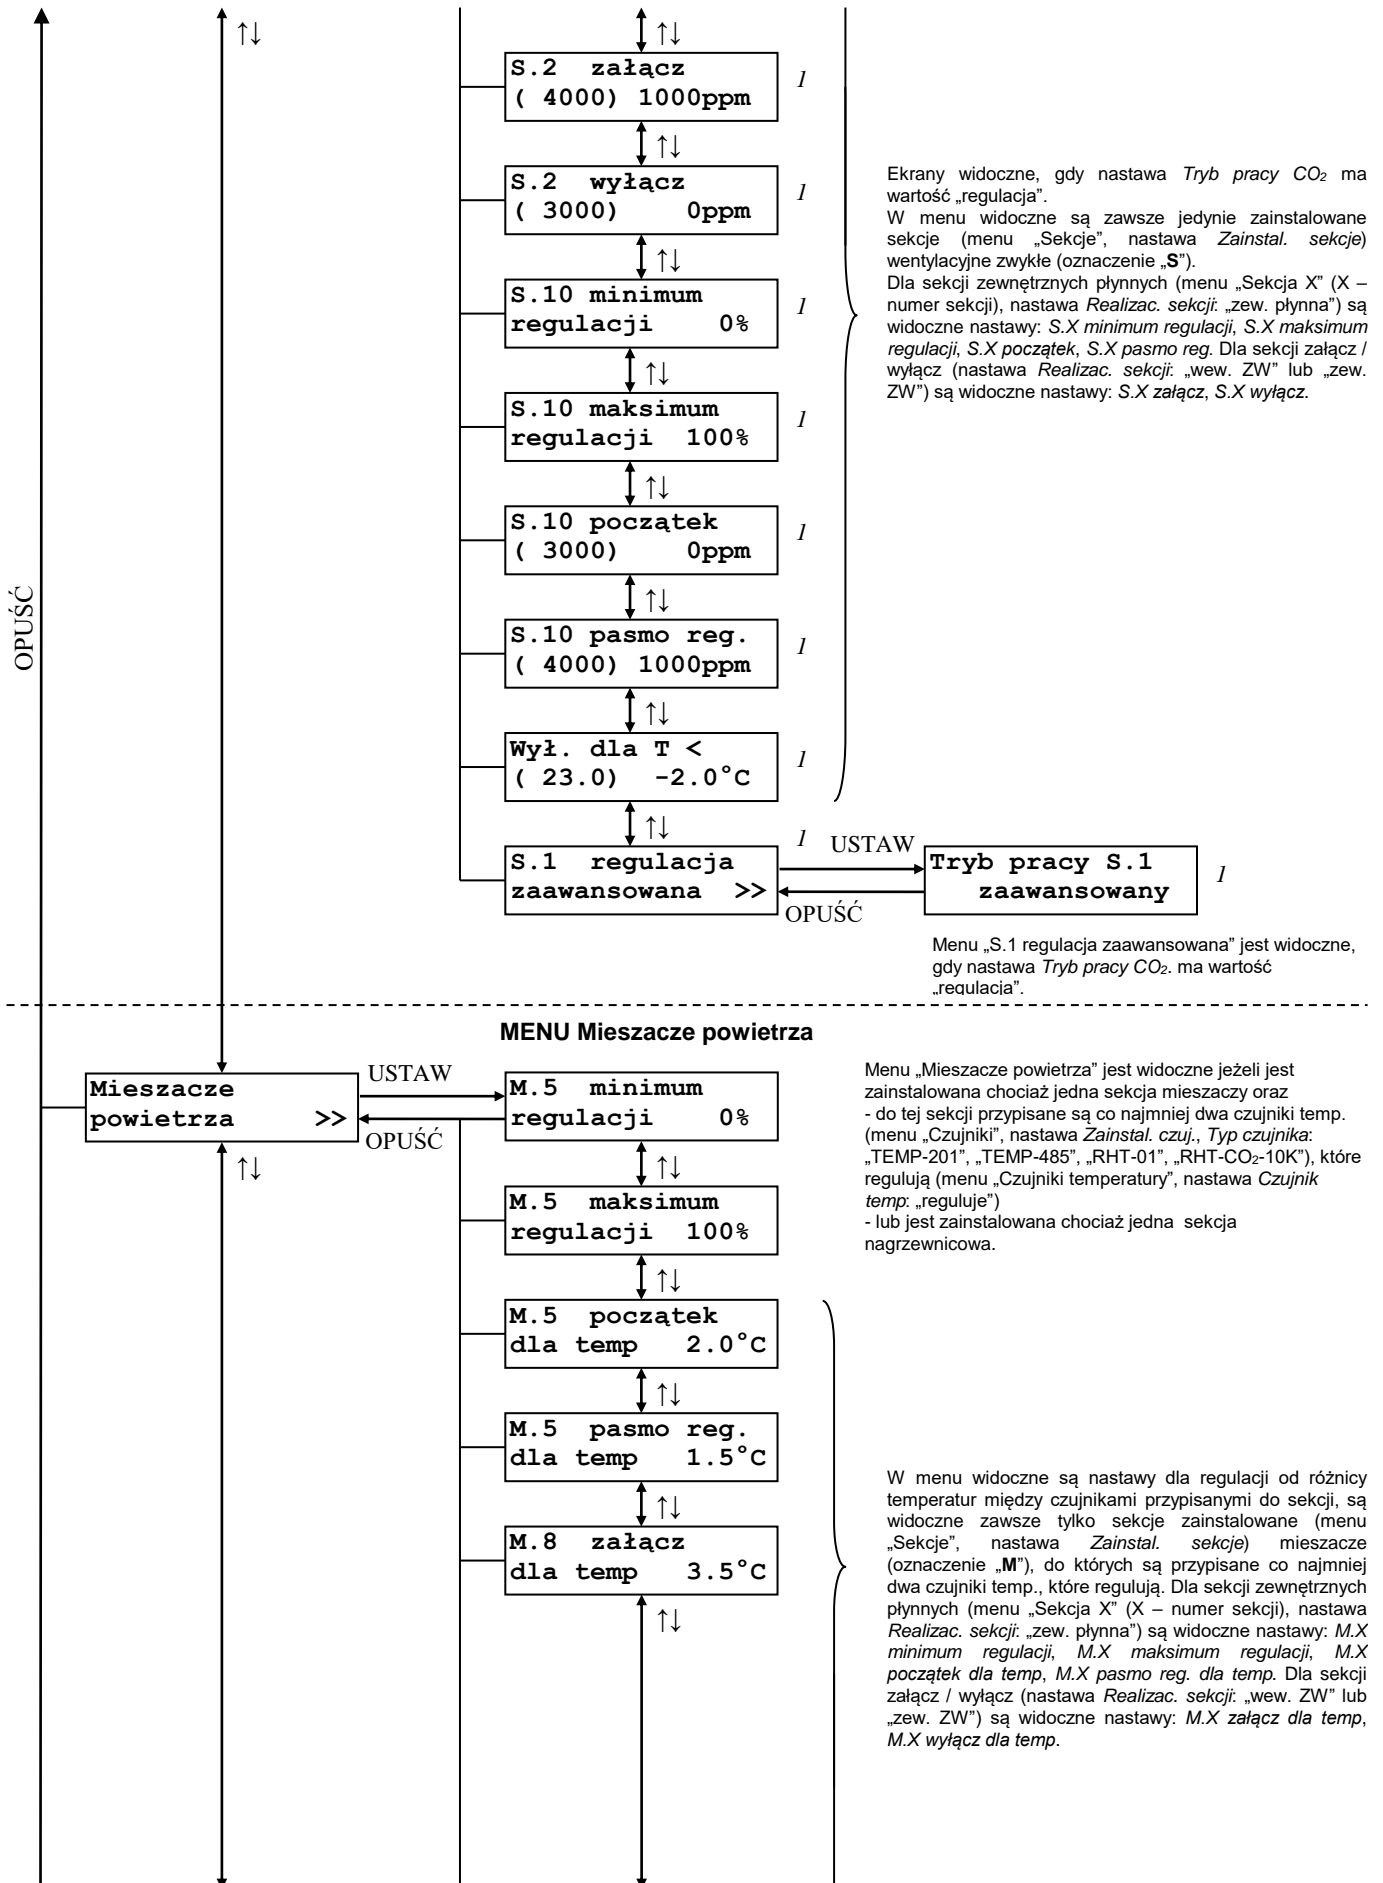 ↑↓
↑↓
S.2  załącz
( 4000) 1000ppm
1
↑↓
S.2  wyłącz
( 3000)    0ppm
1
↑↓
S.10 minimum
regulacji    0%
1
↑↓
S.10 maksimum
regulacji  100%
1
↑↓
S.10 początek
( 3000)    0ppm
1
↑↓
S.10 pasmo reg.
( 4000) 1000ppm
1
↑↓
Wył. dla T <
( 23.0)  -2.0°C
1
↑↓
S.1  regulacja
zaawansowana  >>
1
USTAW
OPUŚĆ
Tryb pracy S.1
zaawansowany
1
OPUŚĆ
Ekrany widoczne, gdy nastawa Tryb pracy CO₂ ma
wartość „regulacja”.
W menu widoczne są zawsze jedynie zainstalowane
sekcje (menu „Sekcje”, nastawa Zainstal. sekcje)
wentylacyjne zwykłe (oznaczenie „S”).
Dla sekcji zewnętrznych płynnych (menu „Sekcja X” (X –
numer sekcji), nastawa Realizac. sekcji: „zew. płynna”) są
widoczne nastawy: S.X minimum regulacji, S.X maksimum
regulacji, S.X początek, S.X pasmo reg. Dla sekcji załącz /
wyłącz (nastawa Realizac. sekcji: „wew. ZW” lub „zew.
ZW”) są widoczne nastawy: S.X załącz, S.X wyłącz.
Menu „S.1 regulacja zaawansowana” jest widoczne,
gdy nastawa Tryb pracy CO₂. ma wartość
„regulacja”.
MENU Mieszacze powietrza
Mieszacze
powietrza     >>
USTAW
OPUŚĆ
↑↓
M.5  minimum
regulacji    0%
↑↓
M.5  maksimum
regulacji  100%
↑↓
M.5  początek
dla temp   2.0°C
↑↓
M.5  pasmo reg.
dla temp   1.5°C
↑↓
M.8  załącz
dla temp   3.5°C
↑↓
Menu „Mieszacze powietrza” jest widoczne jeżeli jest
zainstalowana chociaż jedna sekcja mieszaczy oraz
- do tej sekcji przypisane są co najmniej dwa czujniki temp.
(menu „Czujniki”, nastawa Zainstal. czuj., Typ czujnika:
„TEMP-201”, „TEMP-485”, „RHT-01”, „RHT-CO₂-10K”), które
regulują (menu „Czujniki temperatury”, nastawa Czujnik
temp: „reguluje”)
- lub jest zainstalowana chociaż jedna  sekcja
nagrzewnicowa.
W menu widoczne są nastawy dla regulacji od różnicy
temperatur między czujnikami przypisanymi do sekcji, są
widoczne zawsze tylko sekcje zainstalowane (menu
„Sekcje”, nastawa Zainstal. sekcje) mieszacze
(oznaczenie „M”), do których są przypisane co najmniej
dwa czujniki temp., które regulują. Dla sekcji zewnętrznych
płynnych (menu „Sekcja X” (X – numer sekcji), nastawa
Realizac. sekcji: „zew. płynna”) są widoczne nastawy: M.X
minimum regulacji, M.X maksimum regulacji, M.X
początek dla temp, M.X pasmo reg. dla temp. Dla sekcji
załącz / wyłącz (nastawa Realizac. sekcji: „wew. ZW” lub
„zew. ZW”) są widoczne nastawy: M.X załącz dla temp,
M.X wyłącz dla temp.